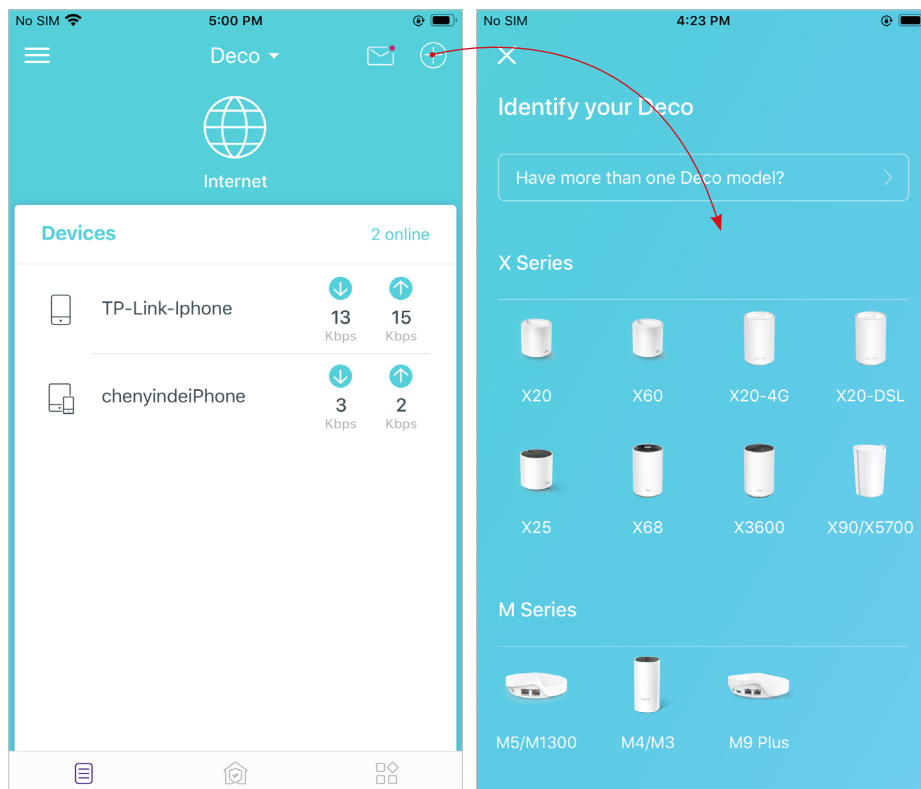 No SIM 5:00 PM
Deco
Internet
Devices 2 online
TP-Link-Iphone 13 15
Kbps Kbps
chenyindeiPhone 3 2
Kbps Kbps
No SIM 4:23 PM
Identify your Deco
Have more than one Deco model?
X Series
X20 X60 X20-4G X20-DSL
X25 X68 X3600 X90/X5700
M Series
M5/M1300 M4/M3 M9 Plus